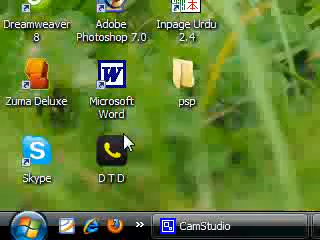 Dreamweaver 8
Adobe Photoshop 7.0
Inpage Urdu 2.4
Zuma Deluxe
Microsoft Word
psp
Skype
D T D
»
CamStudio